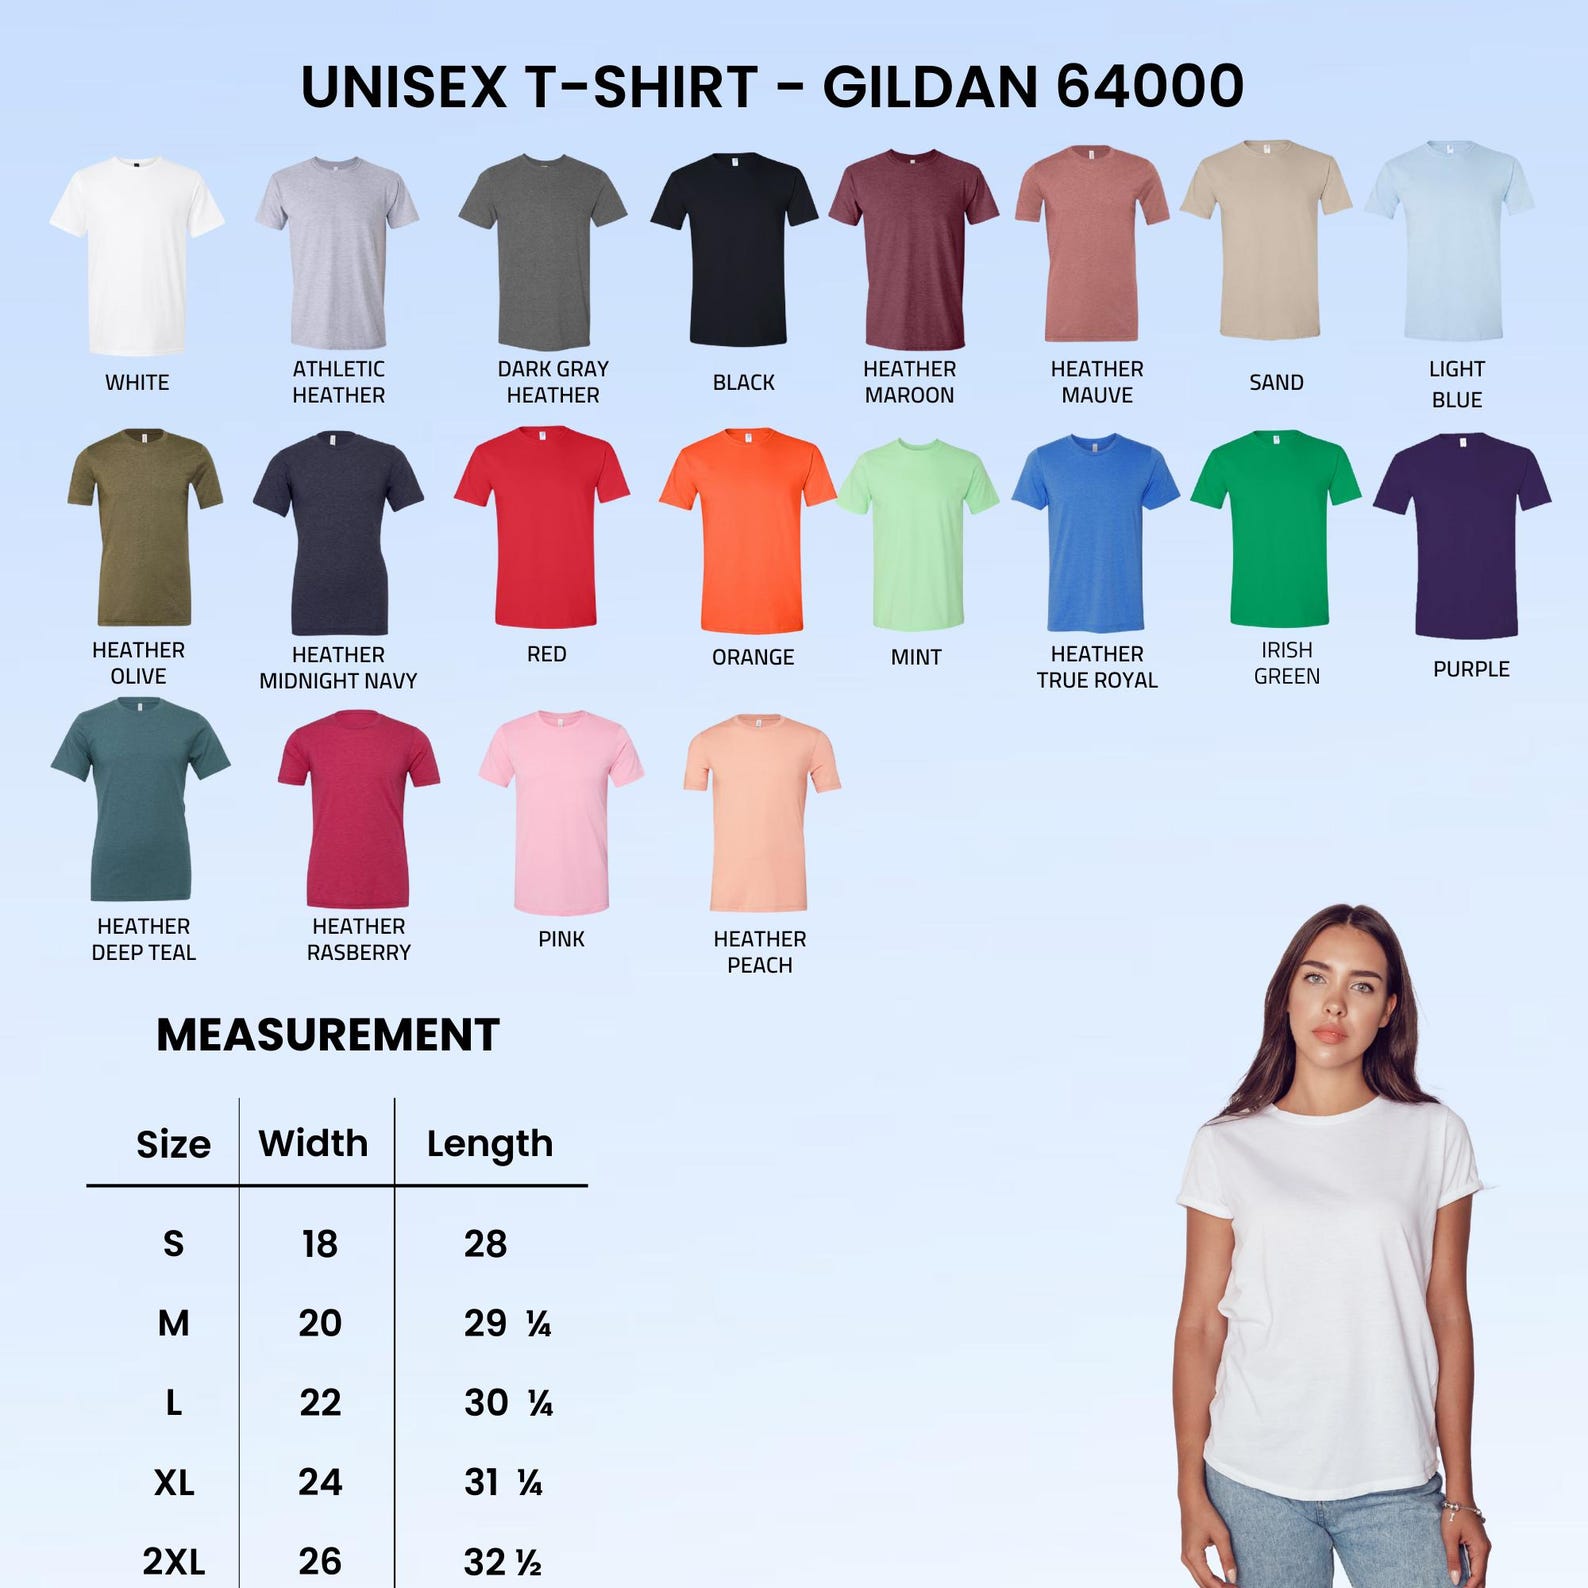 UNISEX T-SHIRT - GILDAN 64000
WHITE
ATHLETIC
HEATHER
DARK GRAY
HEATHER
BLACK
HEATHER
MAROON
HEATHER
MAUVE
SAND
LIGHT
BLUE
HEATHER
OLIVE
HEATHER
MIDNIGHT NAVY
RED
ORANGE
MINT
HEATHER
TRUE ROYAL
IRISH
GREEN
PURPLE
HEATHER
DEEP TEAL
HEATHER
RASBERRY
PINK
HEATHER
PEACH
MEASUREMENT
Size Width Length
S 18 28
M 20 29 ¼
L 22 30 ¼
XL 24 31 ¼
2XL 26 32 ½